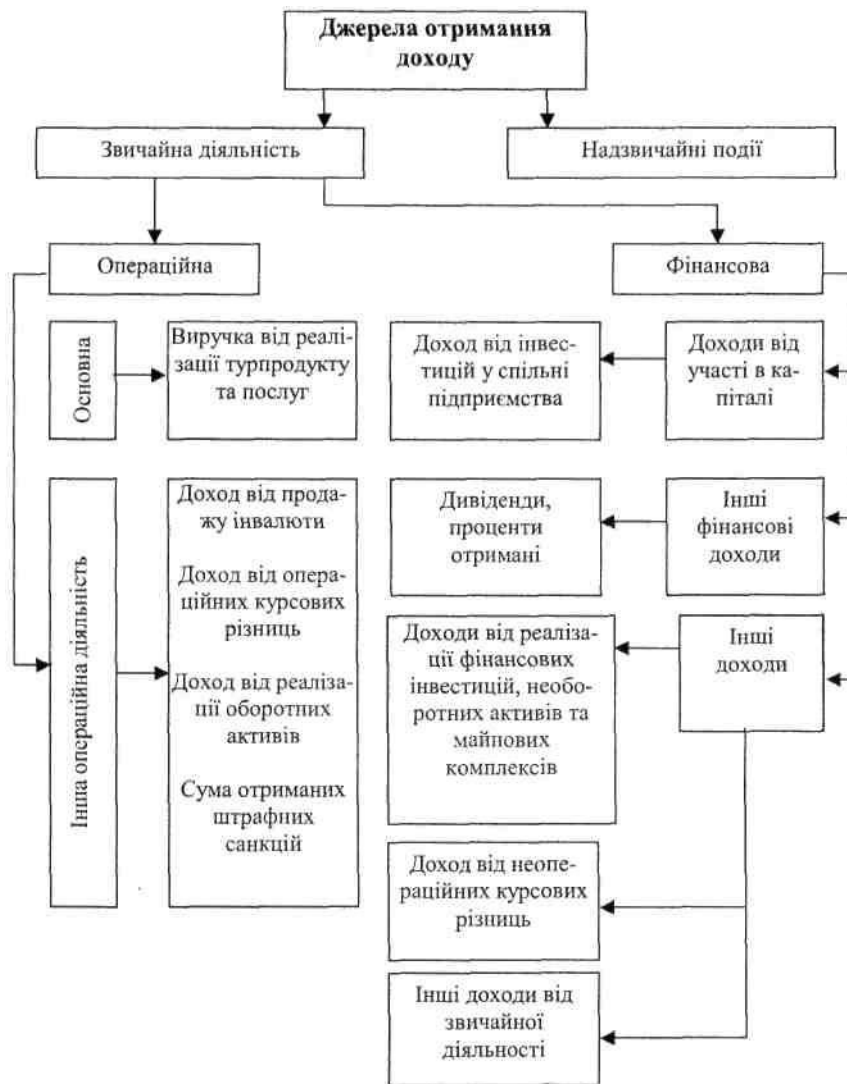 Джерела отримання
доходу
Звичайна діяльність
Надзвичайні події
Операційна
Фінансова
Основна
Виручка від реалі-
зації турпродукту
та послуг
Доход від інвес-
тицій у спільні
підприємства
Доходи від
участі в ка-
піталі
Інша операційна діяльність
Доход від прода-
жу інвалюти
Доход від опера-
ційних курсових
різниць
Доход від реаліза-
ції оборотних
активів
Сума отриманих
штрафних
санкцій
Дивіденди,
проценти
отримані
Інші
фінансові
доходи
Доходи від реаліза-
ції фінансових
інвестицій, необо-
ротних активів та
майнових
комплексів
Інші
доходи
Доход від неопе-
раційних курсових
різниць
Інші доходи від
звичайної
діяльності